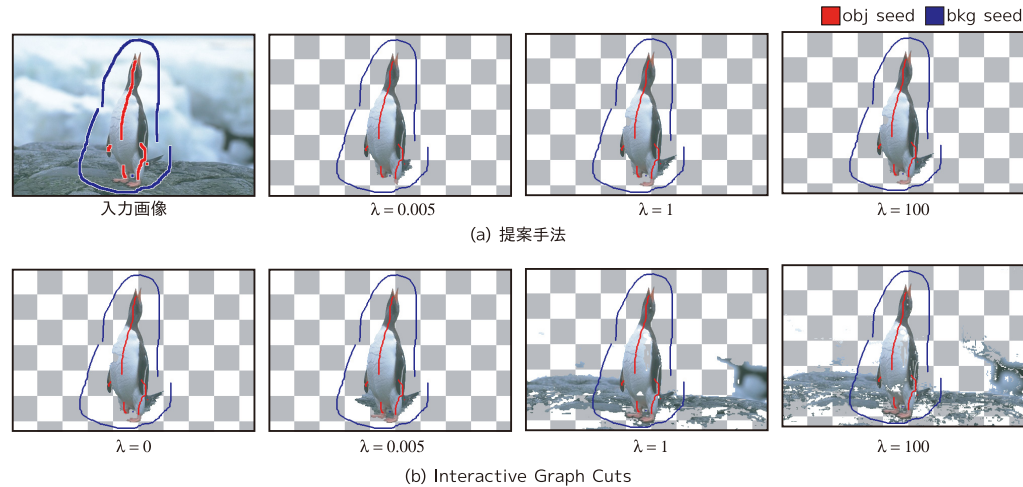 obj seed bkg seed
入力画像 λ = 0.005 λ = 1 λ = 100
(a) 提案手法
λ = 0 λ = 0.005 λ = 1 λ = 100
(b) Interactive Graph Cuts